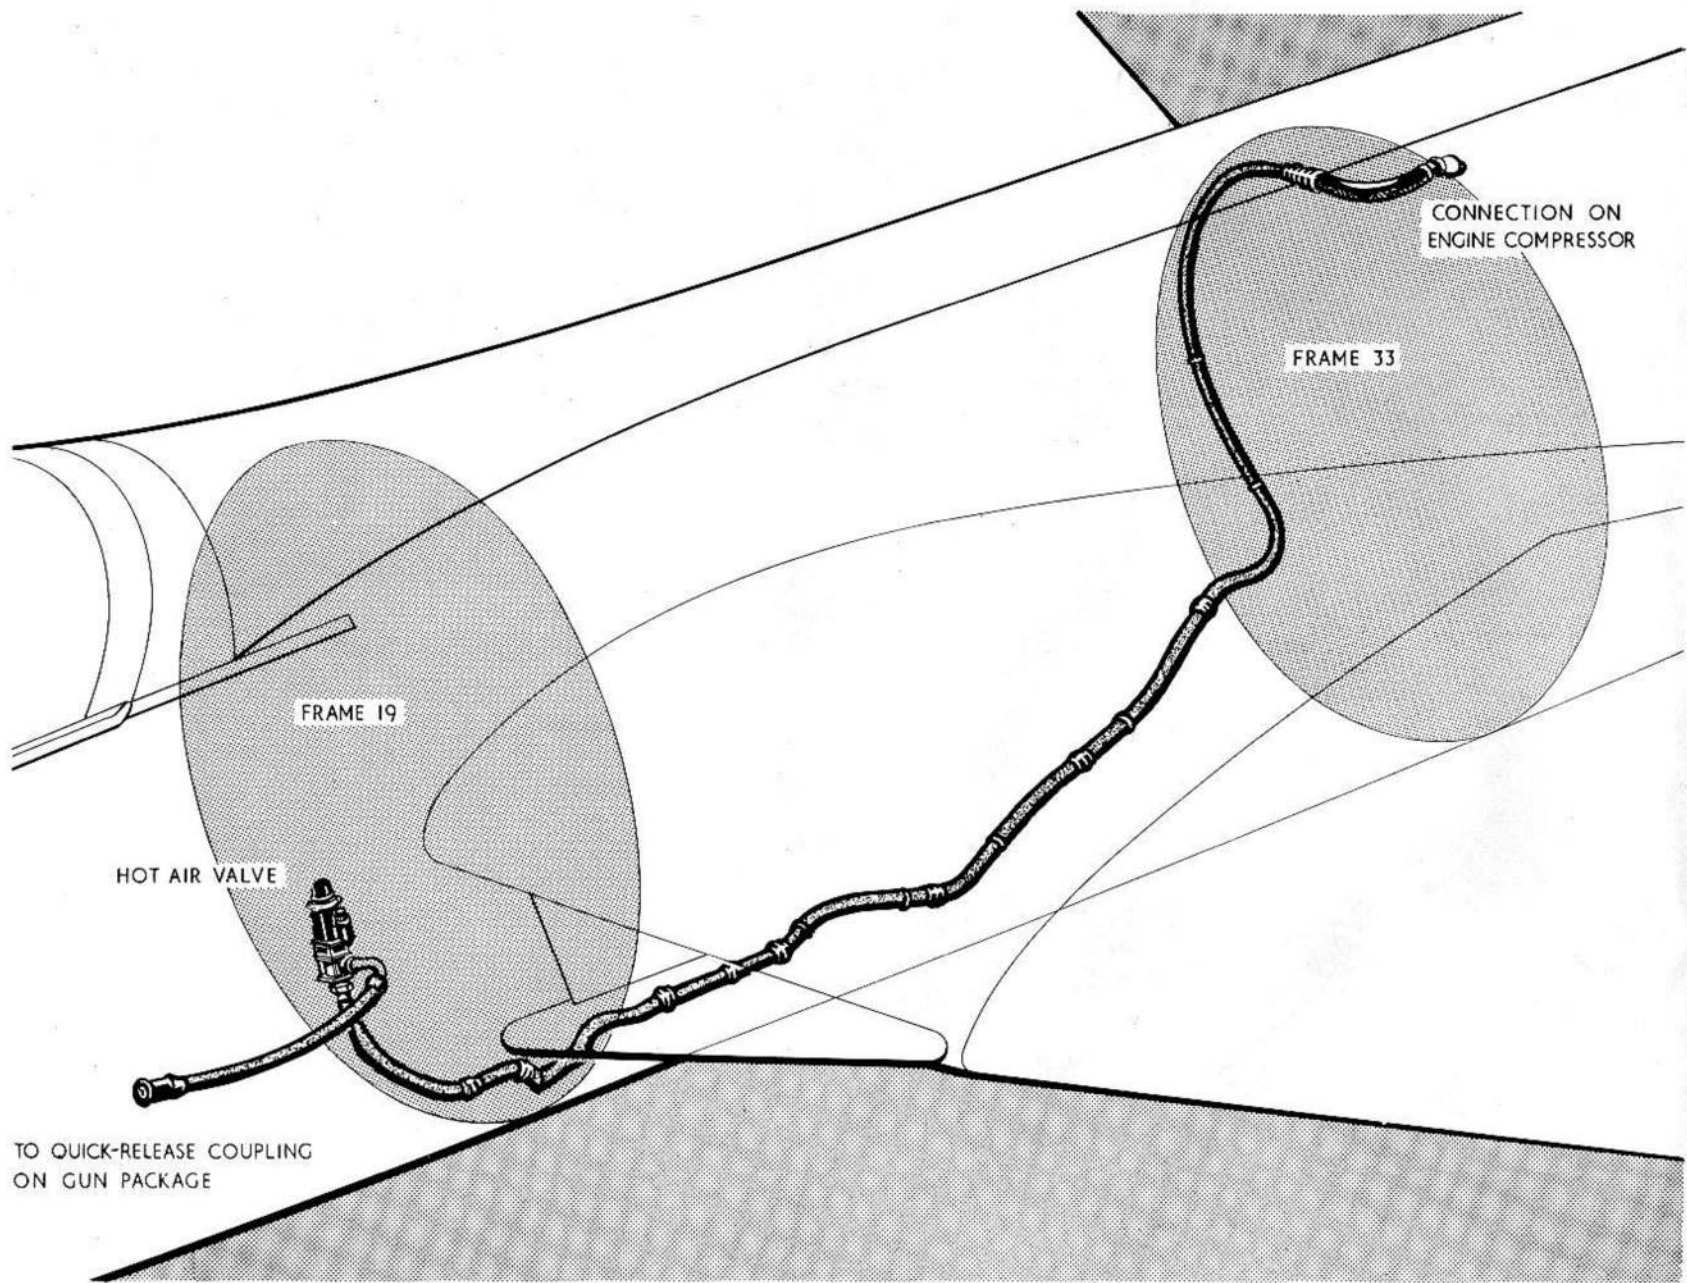 CONNECTION ON
ENGINE COMPRESSOR
FRAME 33
FRAME 19
HOT AIR VALVE
TO QUICK-RELEASE COUPLING
ON GUN PACKAGE